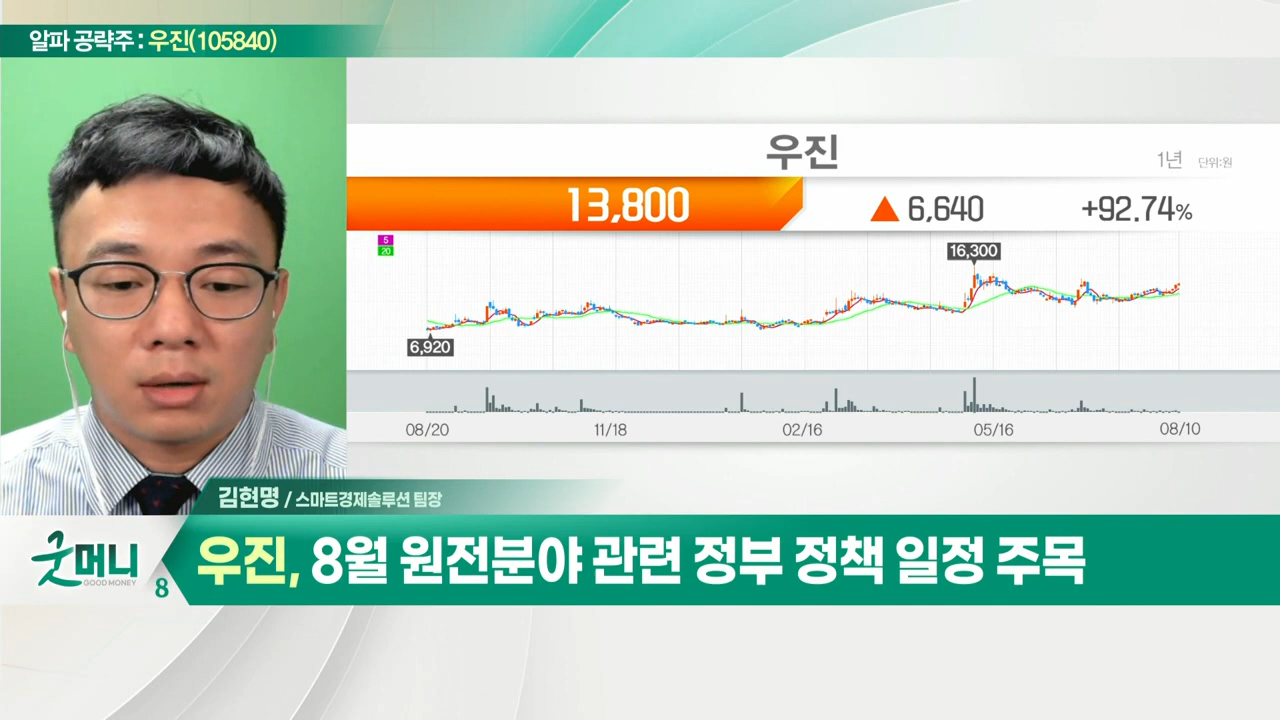 알파 공략주 : 우진(105840)
우진
1년 단위:원
13,800 ▲ 6,640 +92.74%
5
20
16,300
6,920
08/20 11/18 02/16 05/16 08/10
김현명 / 스마트경제솔루션 팀장
굿머니
GOOD MONEY
8
우진, 8월 원전분야 관련 정부 정책 일정 주목